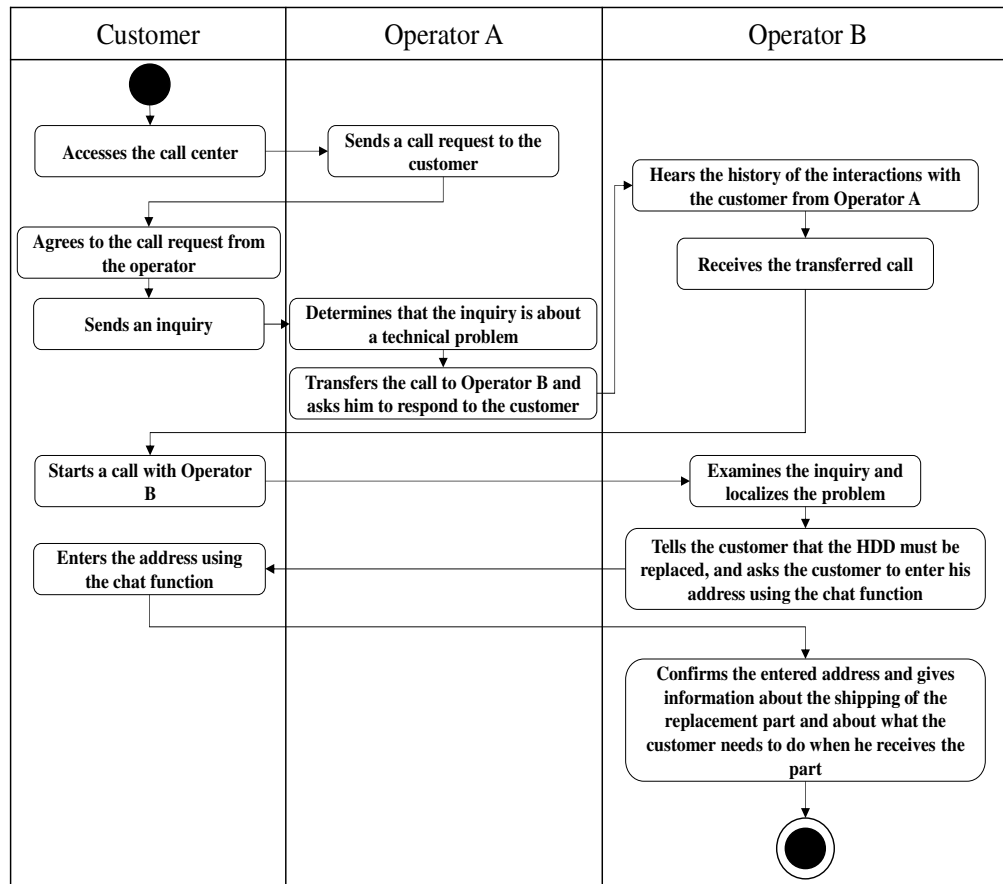 Customer
Operator A
Operator B
Accesses the call center
Sends a call request to the
customer
Hears the history of the interactions with
the customer from Operator A
Agrees to the call request from
the operator
Receives the transferred call
Sends an inquiry
Determines that the inquiry is about
a technical problem
Transfers the call to Operator B and
asks him to respond to the customer
Starts a call with Operator
B
Examines the inquiry and
localizes the problem
Tells the customer that the HDD must be
replaced, and asks the customer to enter his
address using the chat function
Enters the address using
the chat function
Confirms the entered address and gives
information about the shipping of the
replacement part and about what the
customer needs to do when he receives the
part